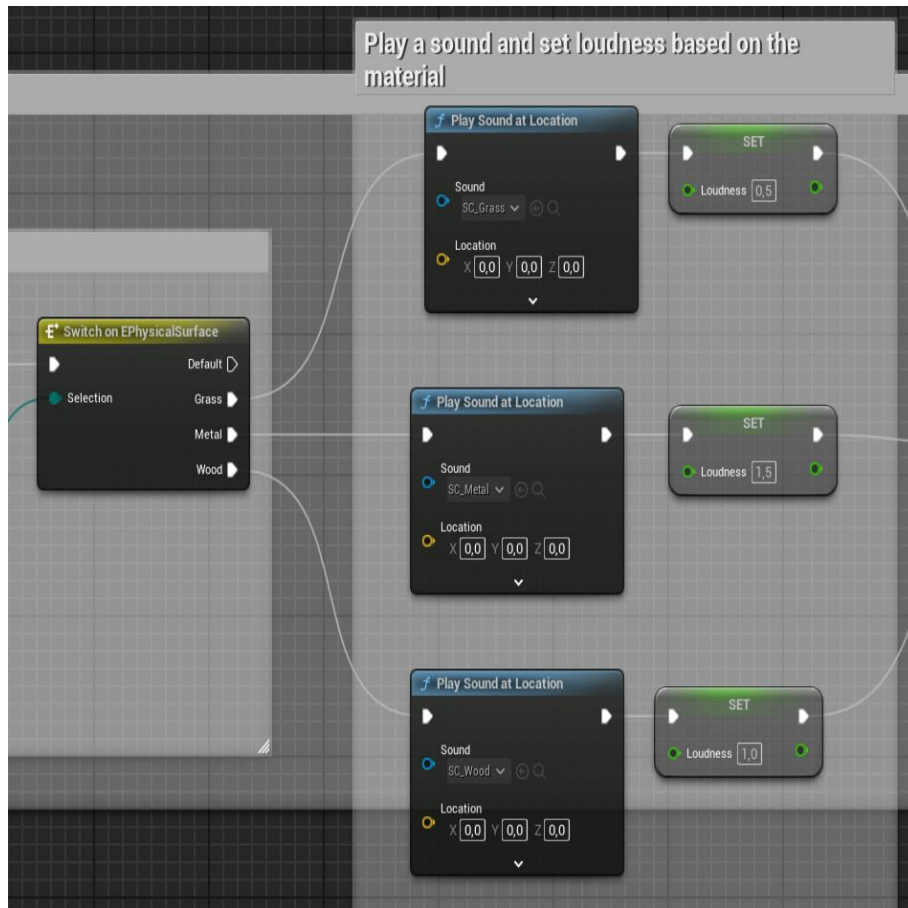 Play a sound and set loudness based on the
material
Switch on EPhysicalSurface
Default
Selection
Grass
Metal
Wood
Play Sound at Location
Sound
SC_Grass
Location
X 0,0 Y 0,0 Z 0,0
SET
Loudness 0,5
Play Sound at Location
Sound
SC_Metal
Location
X 0,0 Y 0,0 Z 0,0
SET
Loudness 1,5
Play Sound at Location
Sound
SC_Wood
Location
X 0,0 Y 0,0 Z 0,0
SET
Loudness 1,0